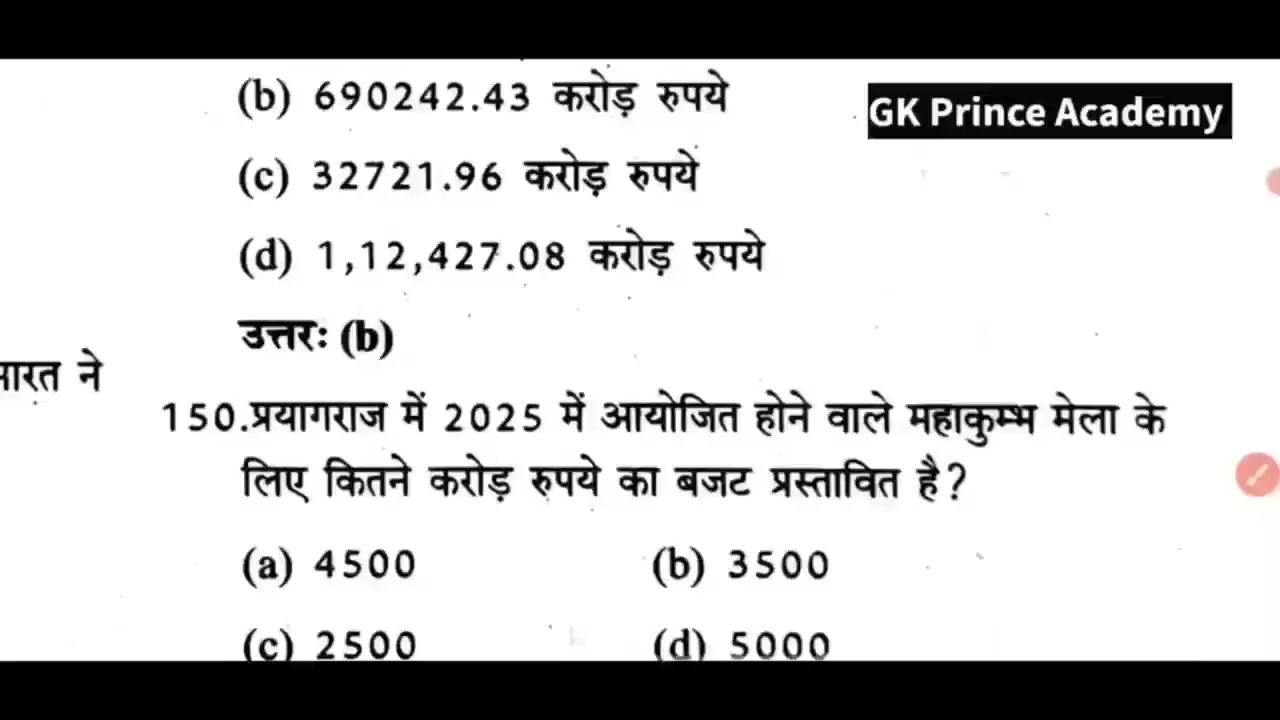 (b) 690242.43 करोड़ रुपये
GK Prince Academy
(c) 32721.96 करोड़ रुपये
(d) 1,12,427.08 करोड़ रुपये
उत्तरः (b)
ने
150.प्रयागराज में 2025 में आयोजित होने वाले महाकुम्भ मेला के
लिए कितने करोड़ रुपये का बजट प्रस्तावित है?
(a) 4500 (b) 3500
(c) 2500 (d) 5000